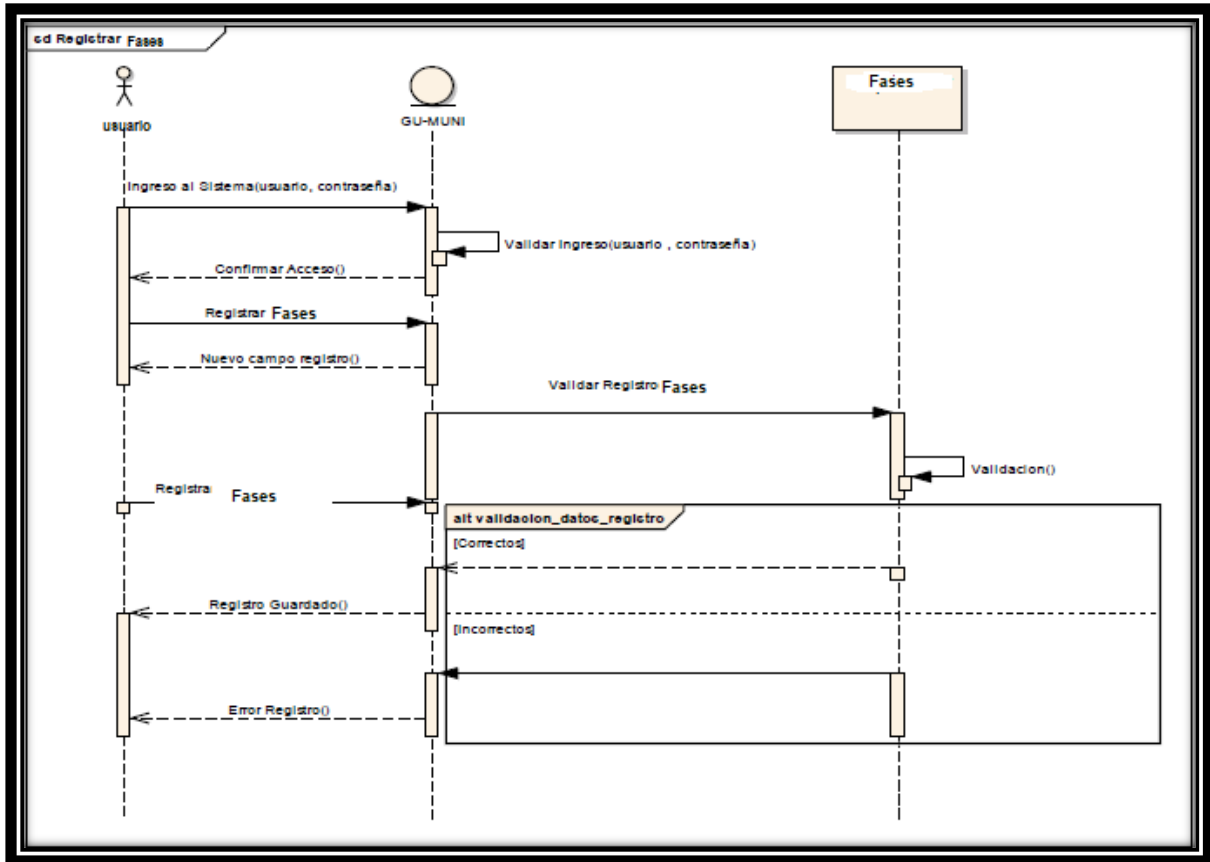 sd Registrar Fases
usuario
GU-MUNI
Fases
Ingreso al Sistema(usuario, contraseña)
Validar Ingreso(usuario , contraseña)
Confirmar Acceso()
Registrar Fases
Nuevo campo registro()
Validar Registro Fases
Validacion()
Registra Fases
alt validacion_datos_registro
[Correctos]
Registro Guardado()
[Incorrectos]
Error Registro()